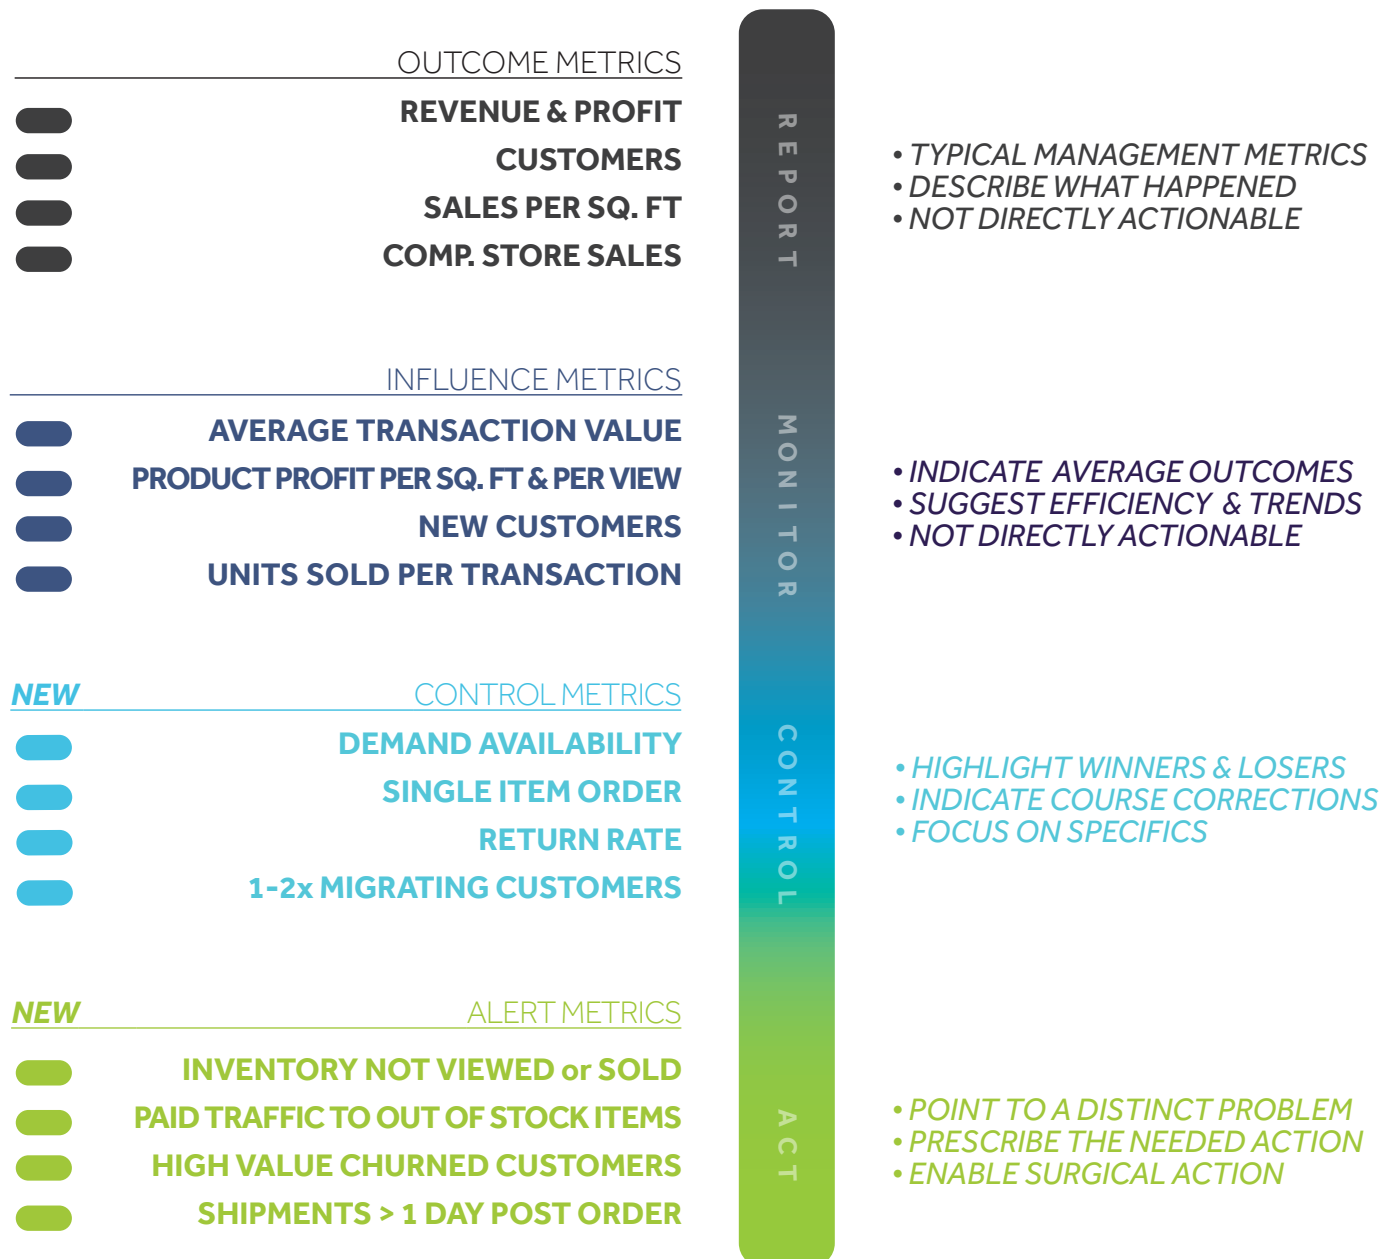 OUTCOME METRICS
REVENUE & PROFIT
CUSTOMERS
SALES PER SQ. FT
COMP. STORE SALES
REPORT
• TYPICAL MANAGEMENT METRICS
• DESCRIBE WHAT HAPPENED
• NOT DIRECTLY ACTIONABLE
INFLUENCE METRICS
AVERAGE TRANSACTION VALUE
PRODUCT PROFIT PER SQ. FT & PER VIEW
NEW CUSTOMERS
UNITS SOLD PER TRANSACTION
MONITOR
• INDICATE AVERAGE OUTCOMES
• SUGGEST EFFICIENCY & TRENDS
• NOT DIRECTLY ACTIONABLE
NEW CONTROL METRICS
DEMAND AVAILABILITY
SINGLE ITEM ORDER
RETURN RATE
1-2x MIGRATING CUSTOMERS
CONTROL
• HIGHLIGHT WINNERS & LOSERS
• INDICATE COURSE CORRECTIONS
• FOCUS ON SPECIFICS
NEW ALERT METRICS
INVENTORY NOT VIEWED or SOLD
PAID TRAFFIC TO OUT OF STOCK ITEMS
HIGH VALUE CHURNED CUSTOMERS
SHIPMENTS > 1 DAY POST ORDER
ACT
• POINT TO A DISTINCT PROBLEM
• PRESCRIBE THE NEEDED ACTION
• ENABLE SURGICAL ACTION